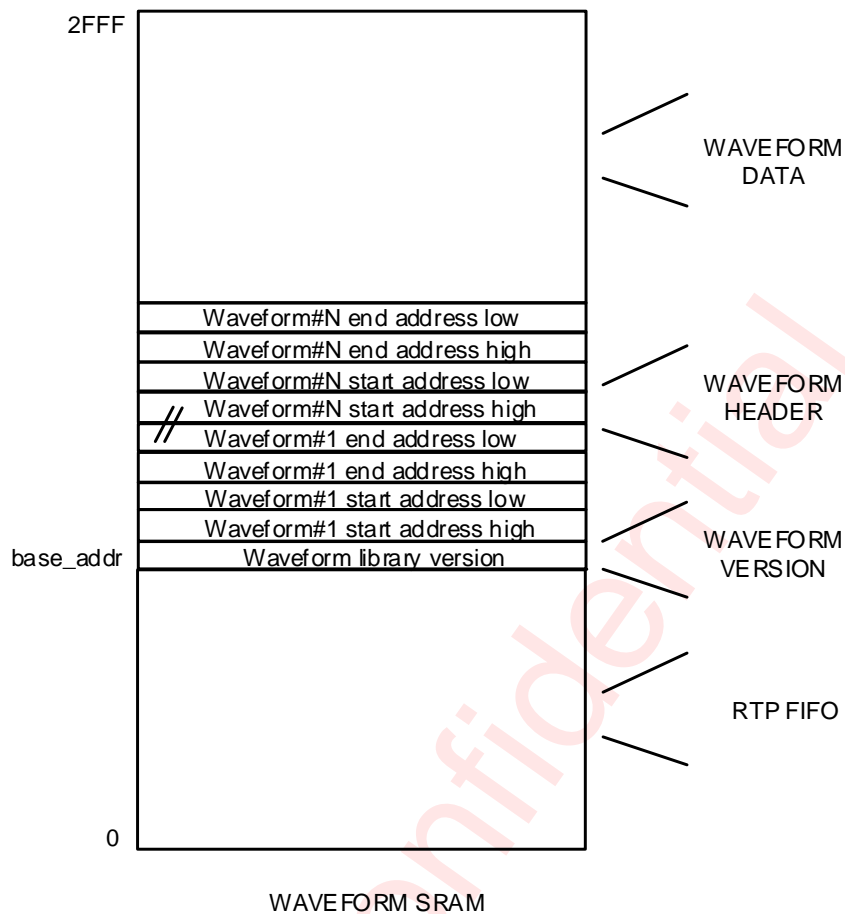 2FFF
WAVEFORM
DATA
Waveform#N end address low
Waveform#N end address high
Waveform#N start address low
Waveform#N start address high
WAVEFORM
HEADER
Waveform#1 end address low
Waveform#1 end address high
Waveform#1 start address low
Waveform#1 start address high
base_addr
Waveform library version
WAVEFORM
VERSION
RTP FIFO
0
WAVEFORM SRAM
onfidential